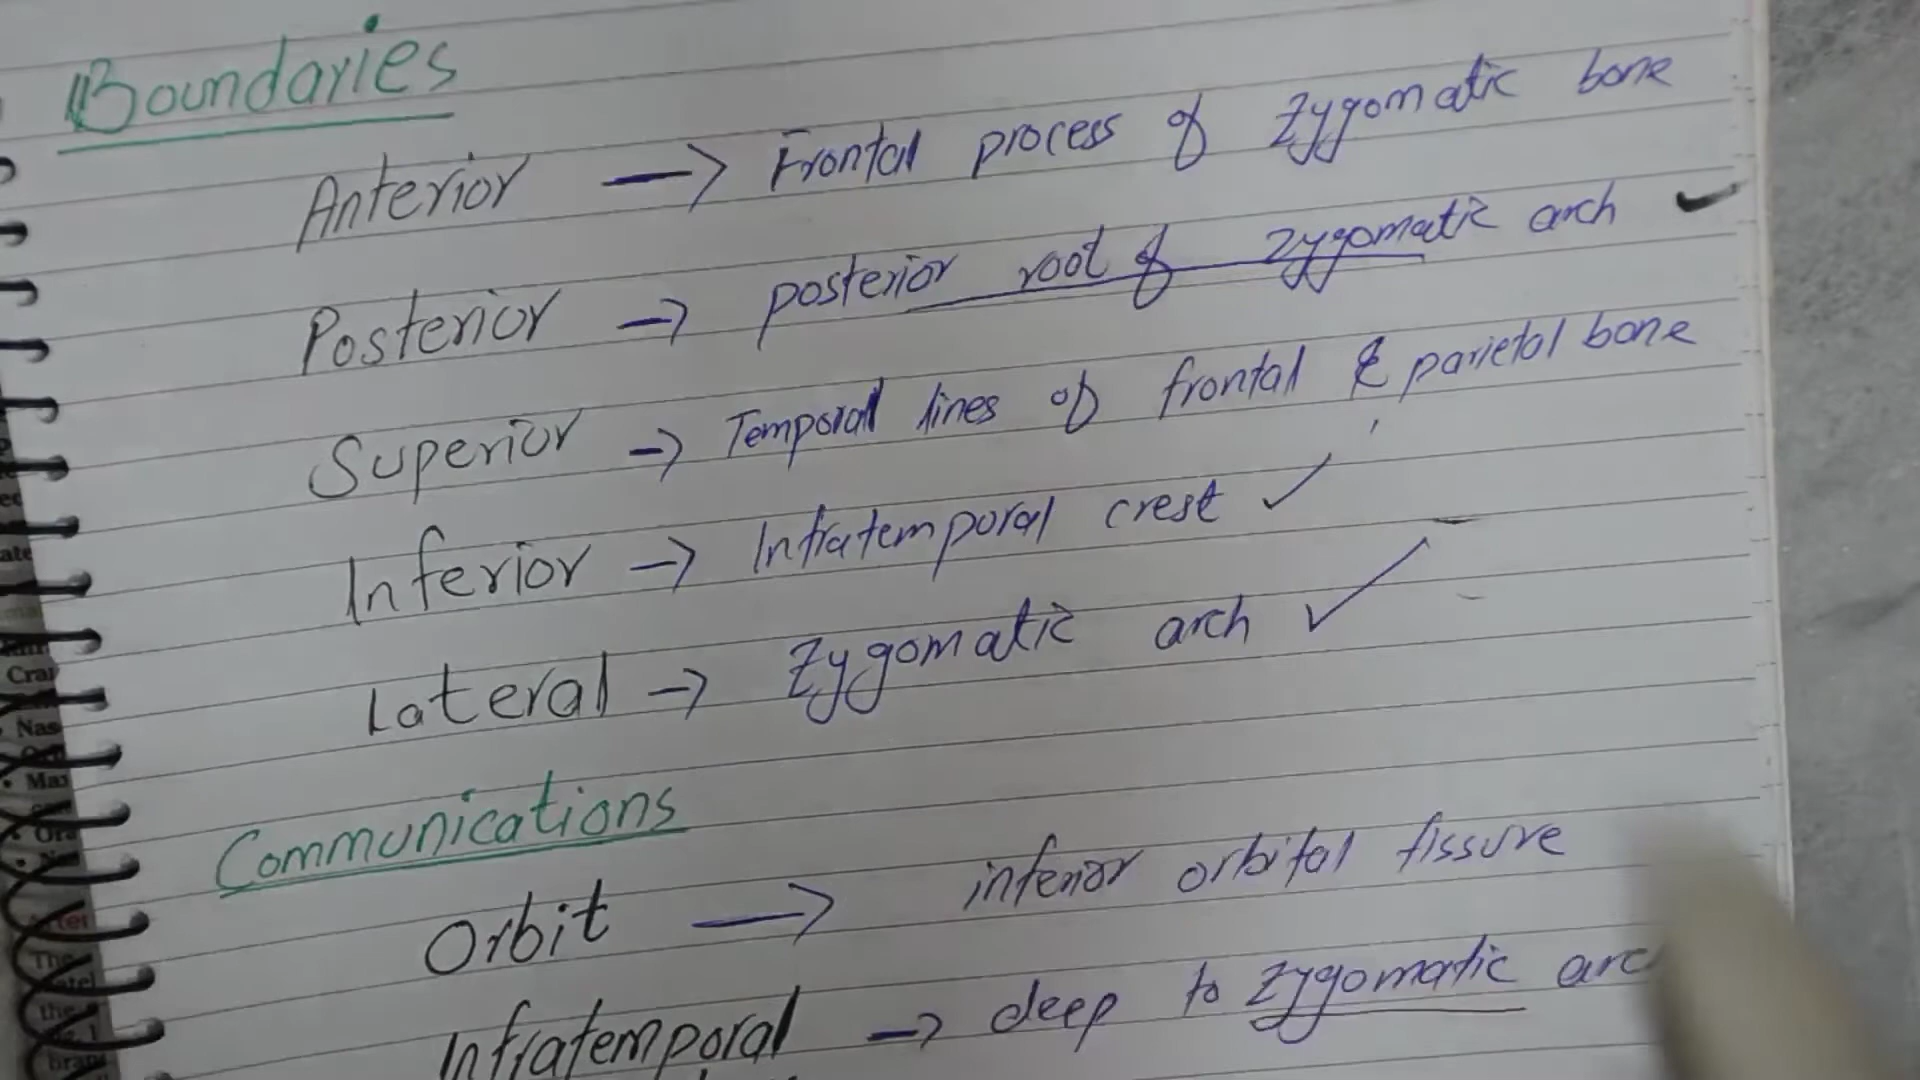 Boundaries
Anterior → Frontal process of Zygomatic bone
Posterior → posterior root of zygomatic arch ✓
Superior → Temporal lines of frontal & parietal bone
Inferior → Infratemporal crest ✓
Lateral → Zygomatic arch ✓
Communications
Orbit → inferior orbital fissure
Infratemporal → deep to Zygomatic arc